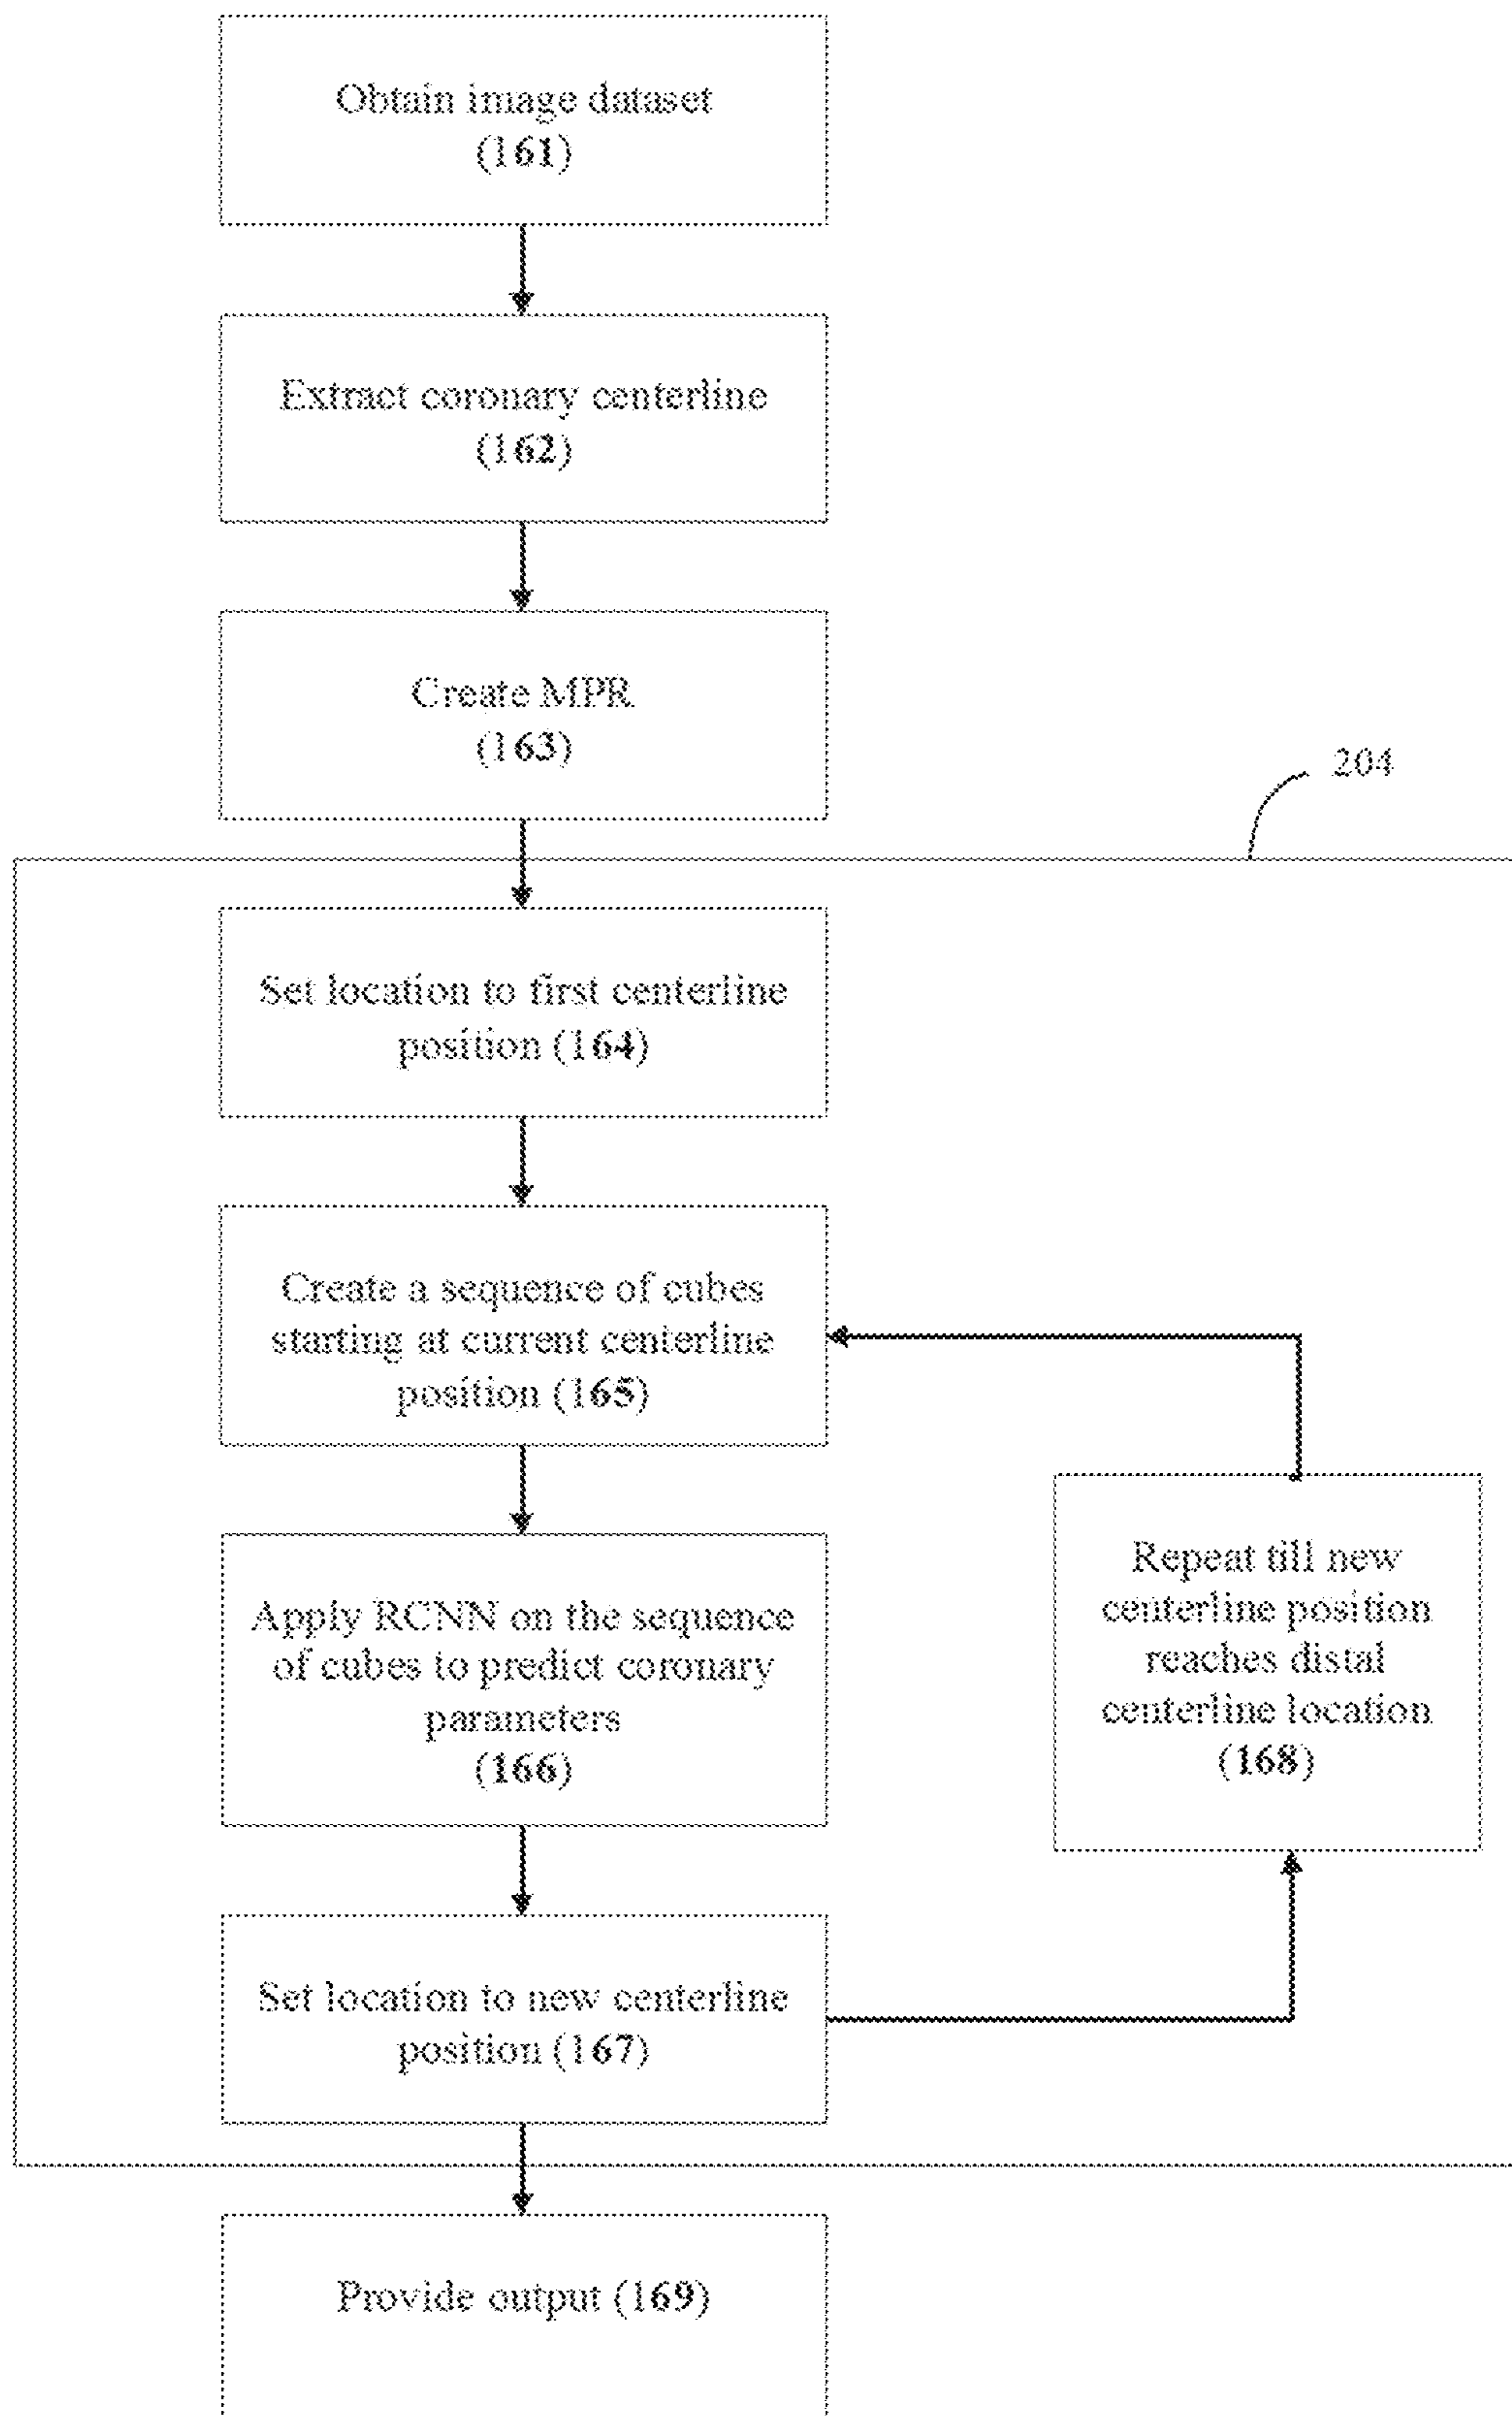 Obtain image dataset
(161)
Extract coronary centerline
(162)
Create MPR
(163)
204
Set location to first centerline
position (164)
Create a sequence of cubes
starting at current centerline
position (165)
Apply RCNN on the sequence
of cubes to predict coronary
parameters
(166)
Repeat till new
centerline position
reaches distal
centerline location
(168)
Set location to new centerline
position (167)
Provide output (169)